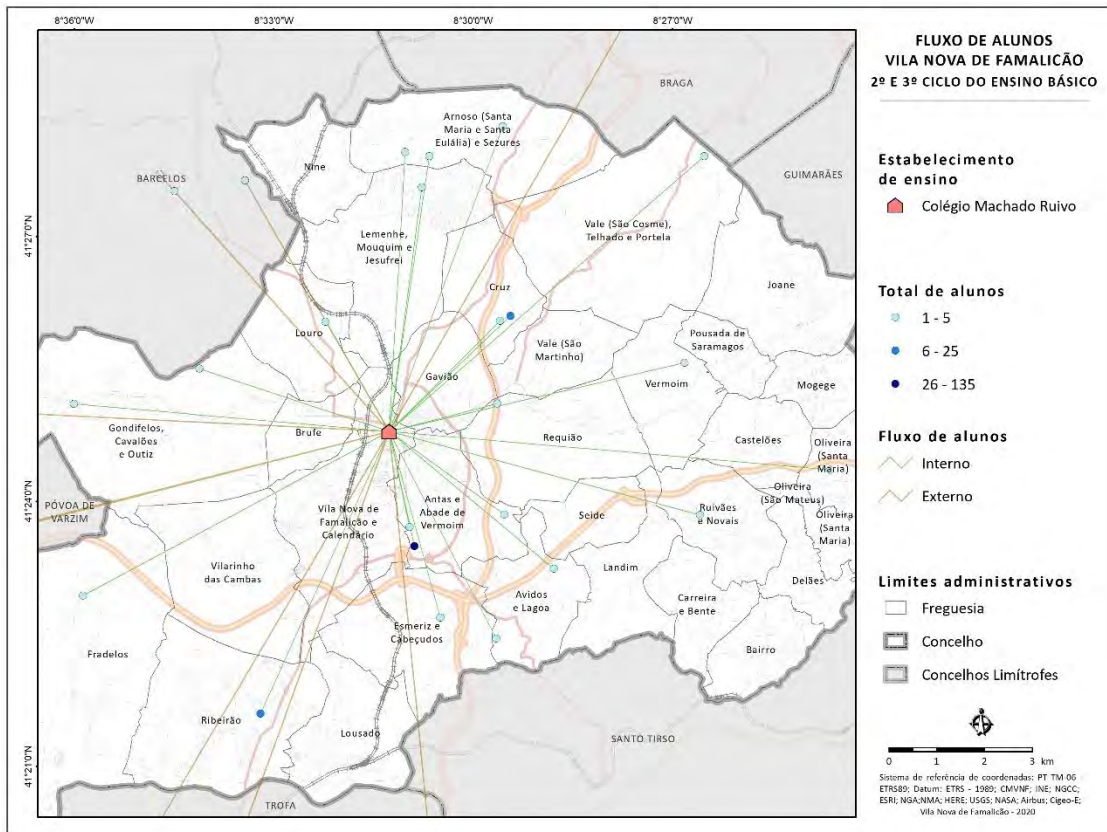 8°36'0"W
8°33'0"W
8°30'0"W
8°27'0"W
41°27'0"N
41°24'0"N
41°21'0"N
BRAGA
Arnoso (Santa
Maria e Santa
Eulália) e Sezures
Nine
BARCELOS
GUIMARÃES
Lemenhe,
Mouquim e
Jesufrei
Vale (São Cosme),
Telhado e Portela
Cruz
Joane
Louro
Vale (São
Martinho)
Pousada de
Saramagos
Gavião
Vermoim
Mogege
Gondifelos,
Cavalões
e Outiz
Brufe
Requião
Castelões
Oliveira
(Santa
Maria)
PÓVOA DE
VARZIM
Vila Nova de
Famalicão e
Calendário
Antas e
Abade de
Vermoim
Seide
Ruivães
e Novais
Oliveira
(São Mateus)
Oliveira
(Santa
Maria)
Vilarinho
das Cambas
Landim
Delães
Avidos
e Lagoa
Carreira
e Bente
Esmeriz e
Cabeçudos
Fradelos
Bairro
Ribeirão
Lousado
SANTO TIRSO
TROFA
FLUXO DE ALUNOS
VILA NOVA DE FAMALICÃO
2º E 3º CICLO DO ENSINO BÁSICO
Estabelecimento
de ensino
Colégio Machado Ruivo
Total de alunos
1 - 5
6 - 25
26 - 135
Fluxo de alunos
Interno
Externo
Limites administrativos
Freguesia
Concelho
Concelhos Limítrofes
0 1 2 3
km
Sistema de referência de coordenadas: PT TM-06
ETRS89; Datum: ETRS - 1989; CMVNF; INE; NGCC;
ESRI; NGA;NMA; HERE; USGS; NASA; Airbus; Cigeo-E;
Vila Nova de Famalicão - 2020